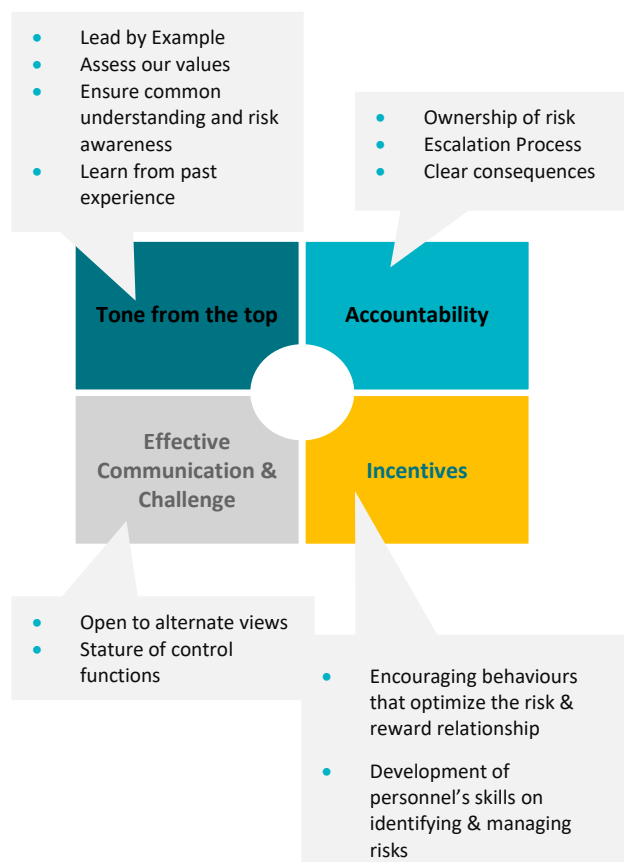 • Lead by Example
• Assess our values
• Ensure common
understanding and risk
awareness
• Learn from past
experience
• Ownership of risk
• Escalation Process
• Clear consequences
Tone from the top
Accountability
Effective
Communication &
Challenge
Incentives
• Open to alternate views
• Stature of control
functions
• Encouraging behaviours
that optimize the risk &
reward relationship
• Development of
personnel’s skills on
identifying & managing
risks